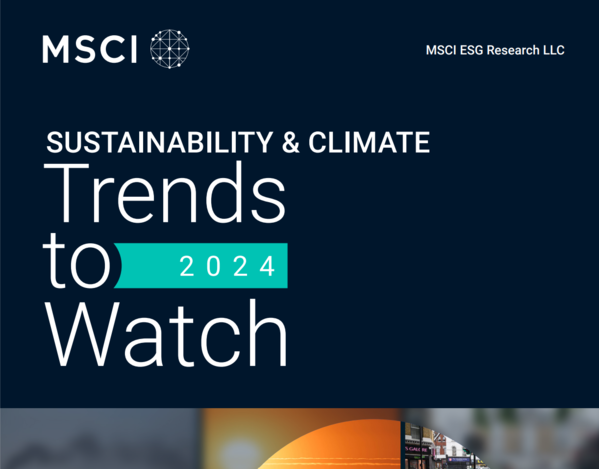 MSCI
MSCI ESG Research LLC
SUSTAINABILITY & CLIMATE
Trends
to 2024
Watch